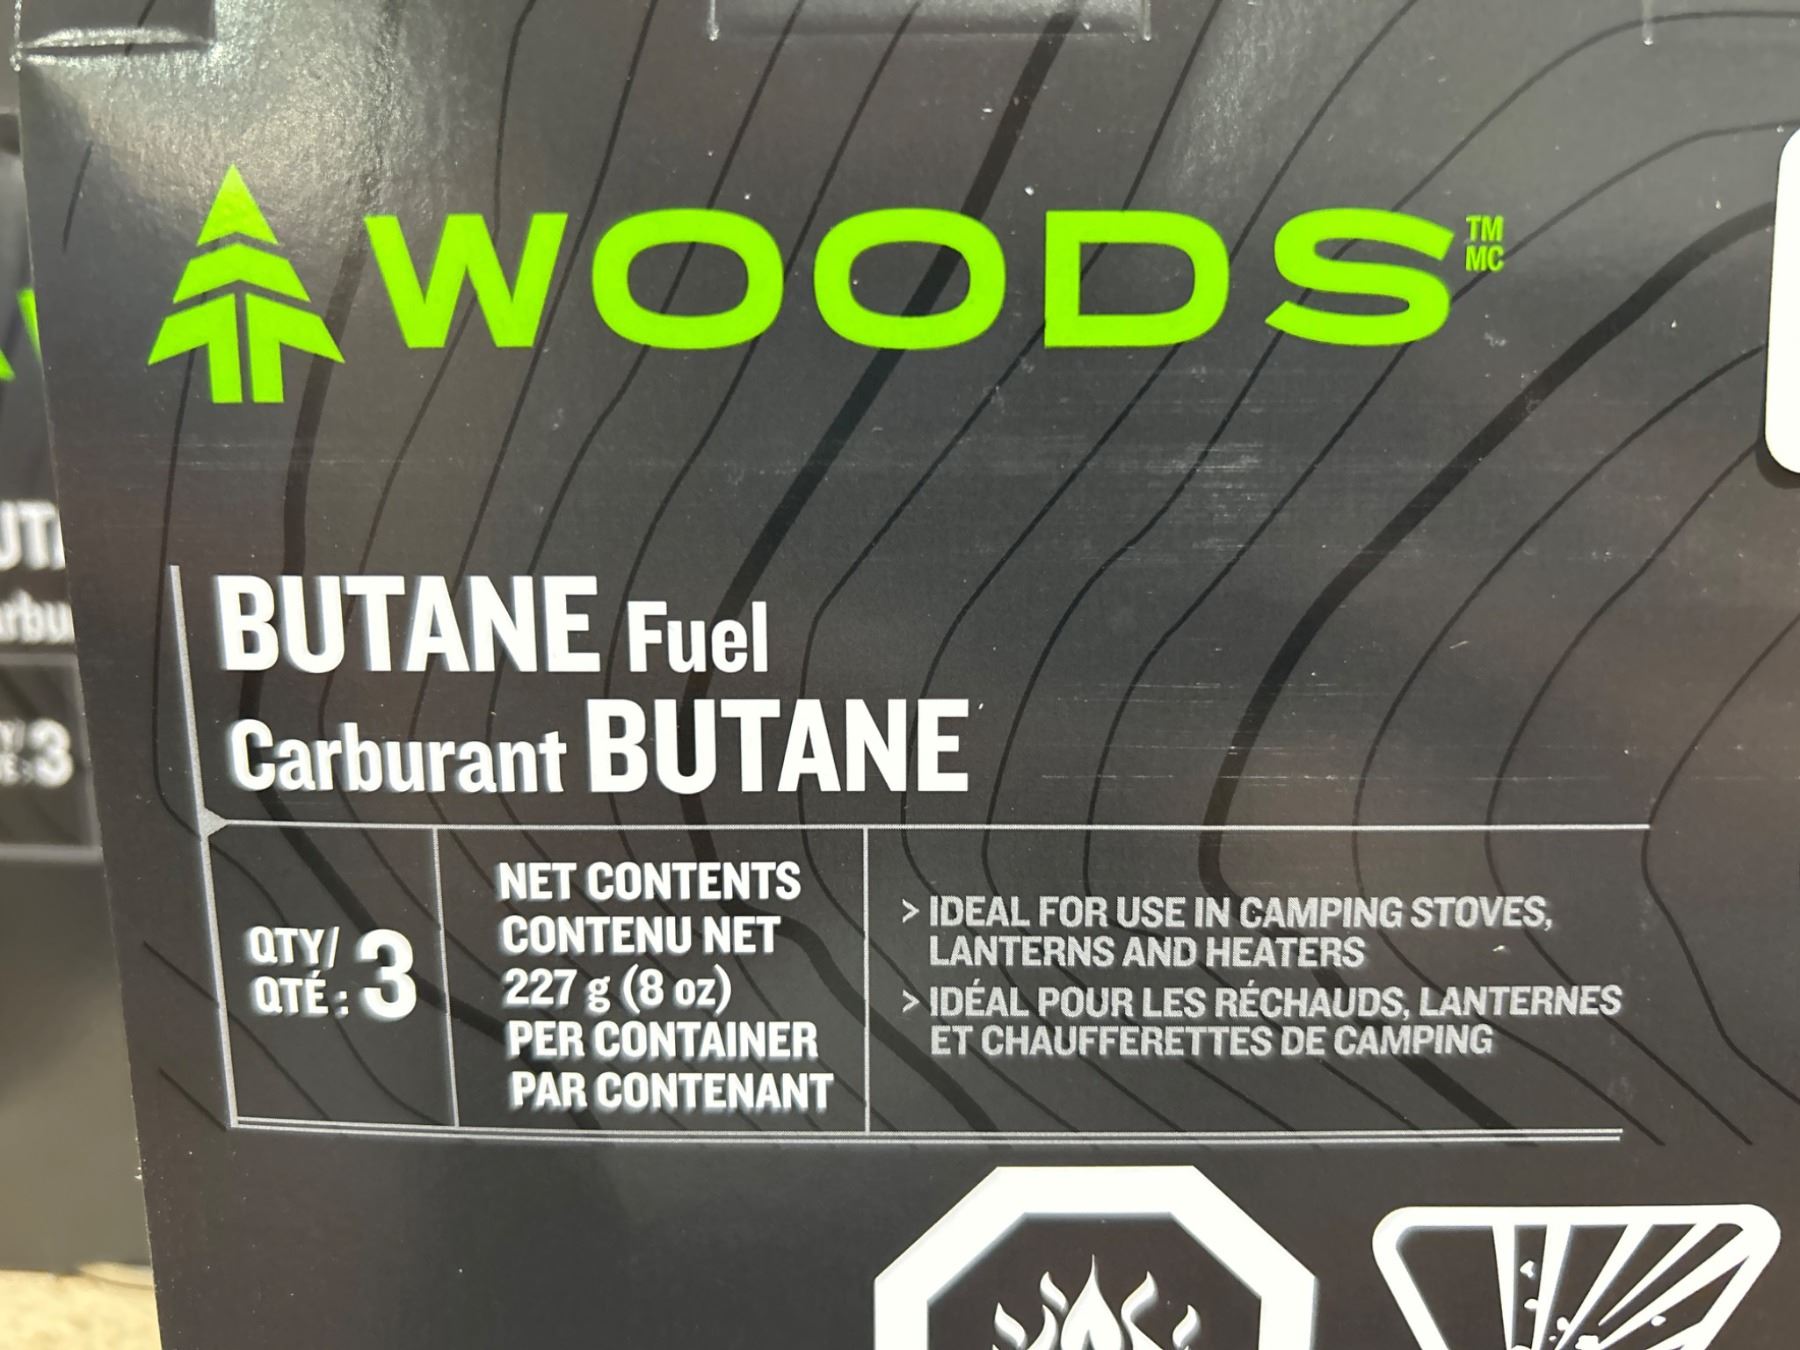 WOODS TM
MC
BUTANE Fuel
Carburant BUTANE
QTY/
QTÉ : 3
NET CONTENTS
CONTENU NET
227 g (8 oz)
PER CONTAINER
PAR CONTENANT
> IDEAL FOR USE IN CAMPING STOVES,
LANTERNS AND HEATERS
> IDÉAL POUR LES RÉCHAUDS, LANTERNES
ET CHAUFFERETTES DE CAMPING
3